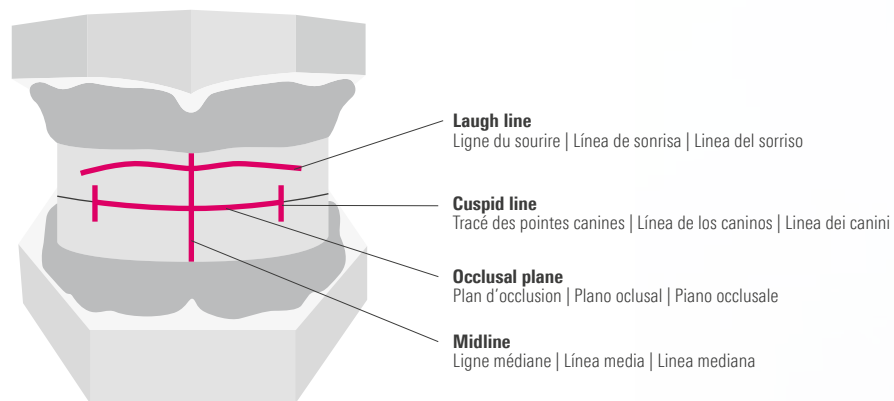 Laugh line
Ligne du sourire | Línea de sonrisa | Linea del sorriso
Cuspid line
Tracé des pointes canines | Línea de los caninos | Linea dei canini
Occlusal plane
Plan d‘occlusion | Plano oclusal | Piano occlusale
Midline
Ligne médiane | Línea media | Linea mediana